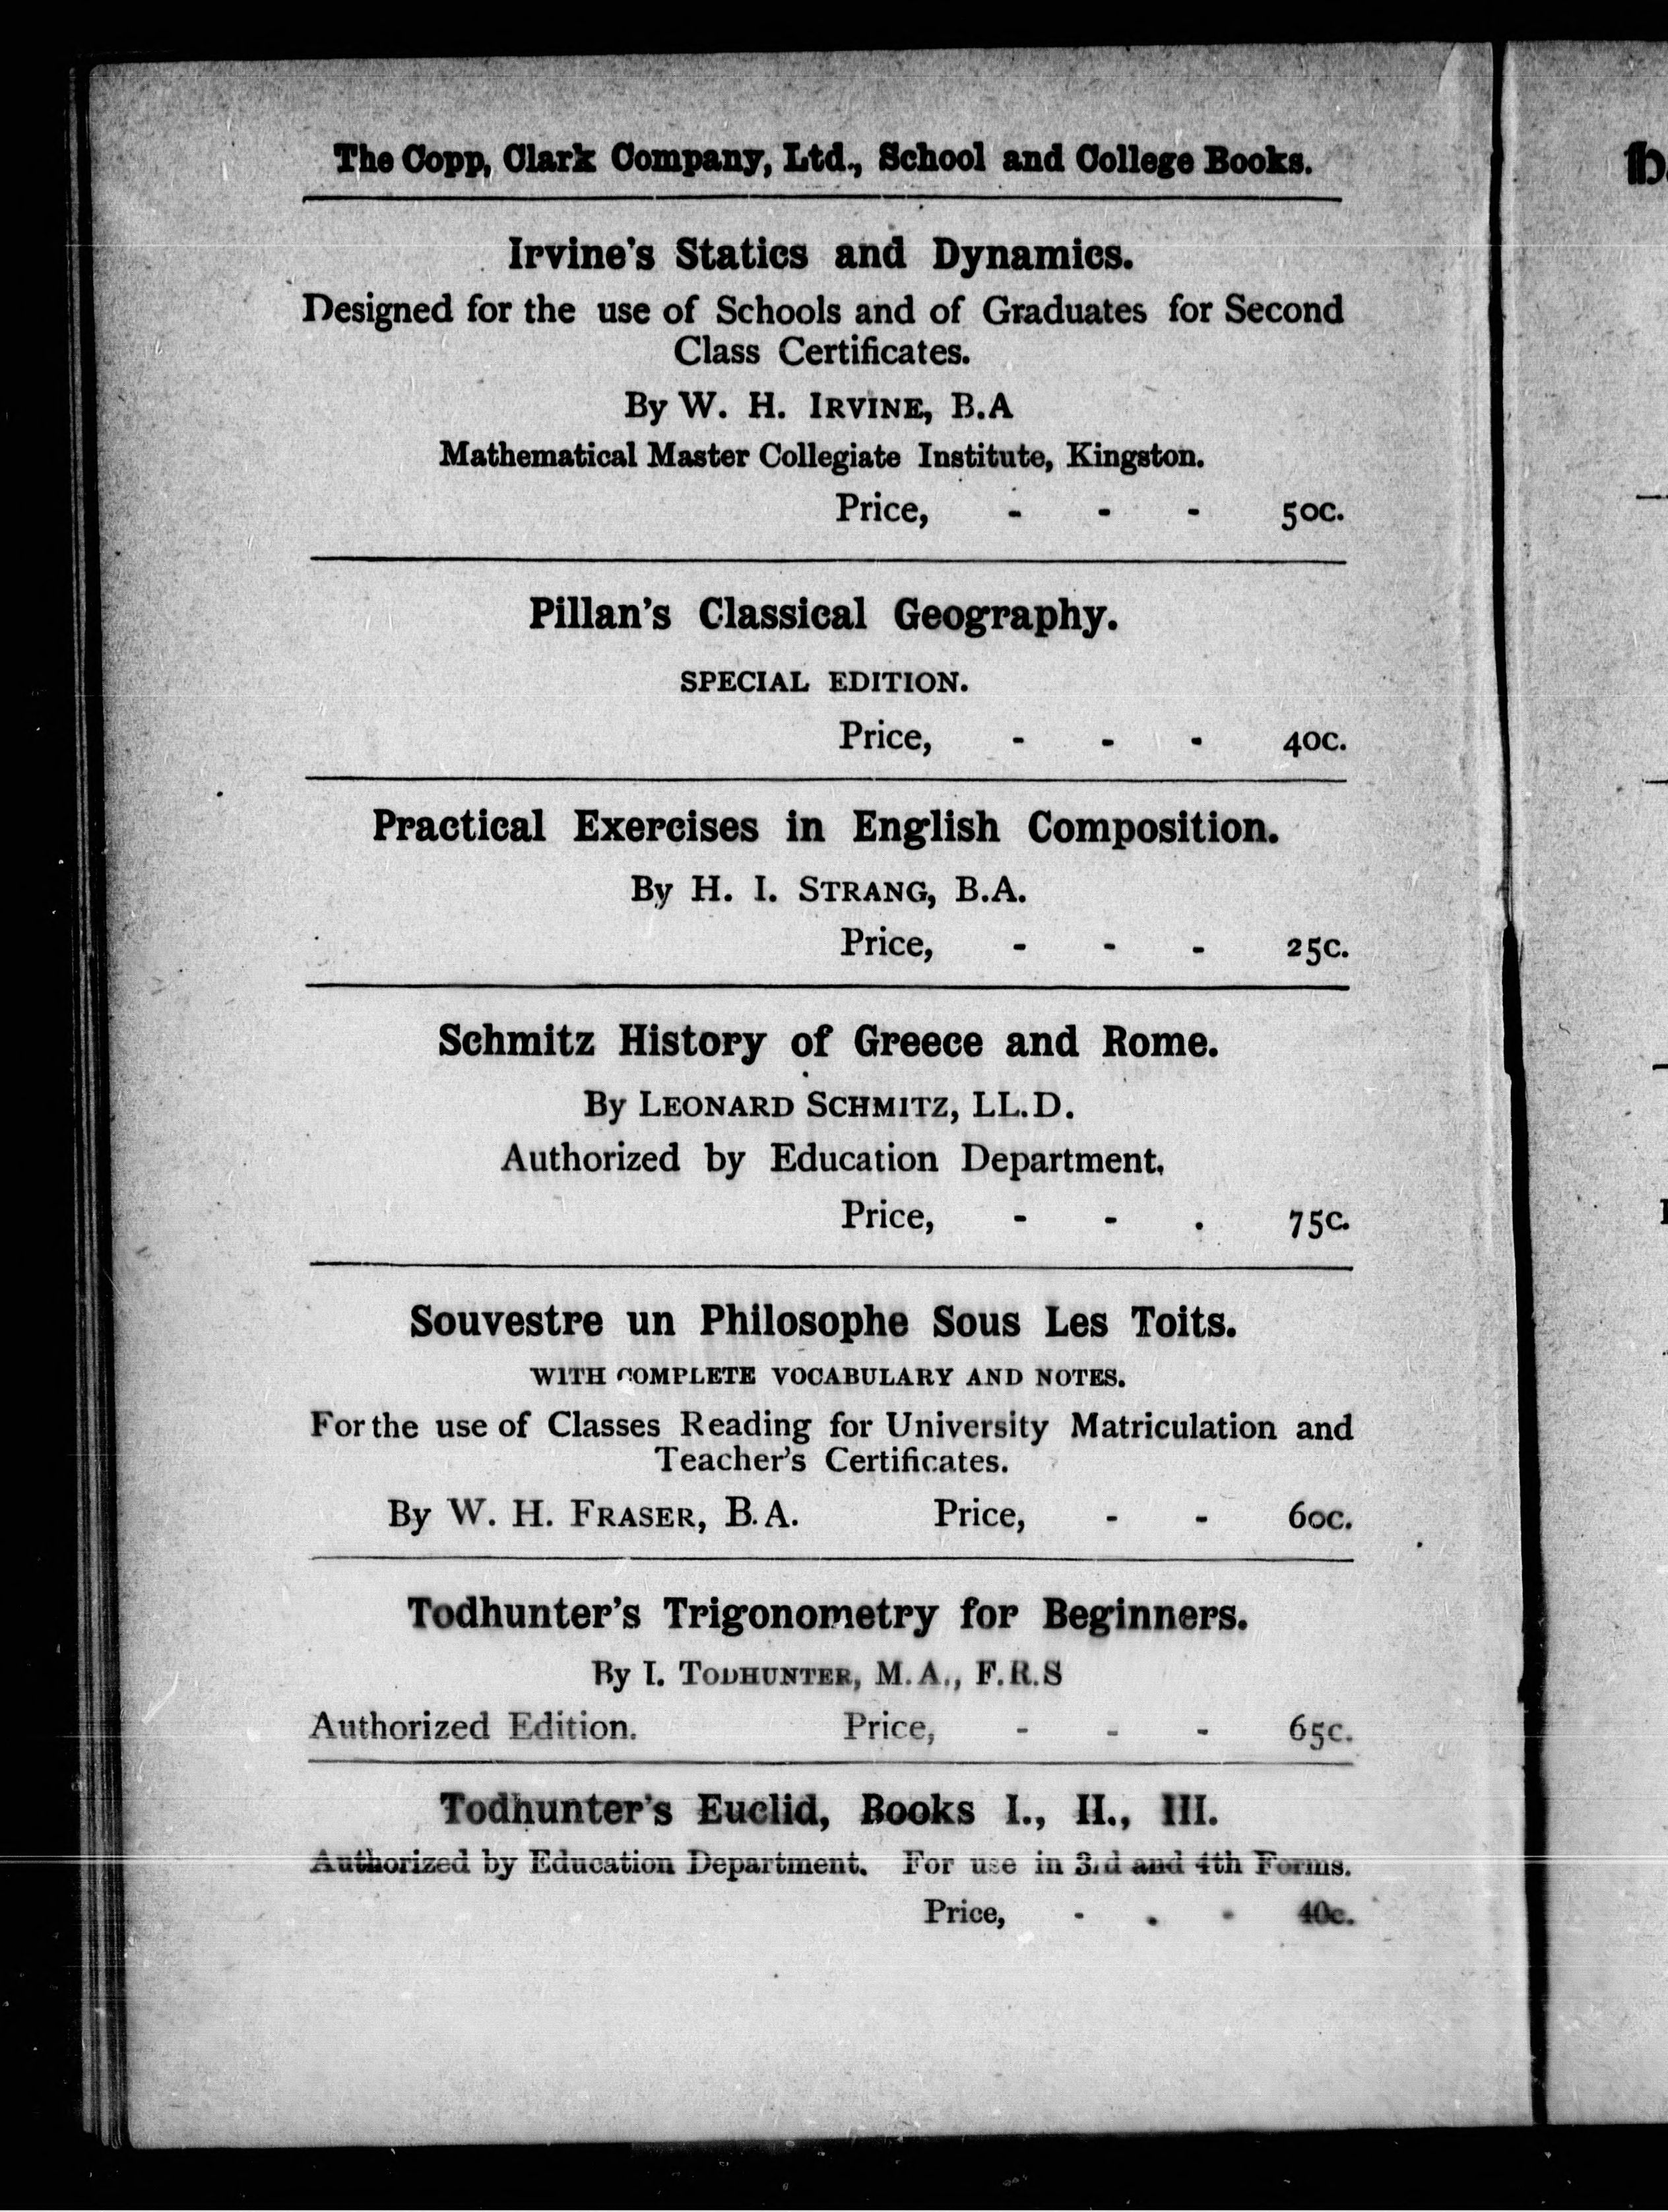 The Copp, Clark Company, Ltd., School and College Books.
Irvine's Statics and Dynamics.
Designed for the use of Schools and of Graduates for Second
Class Certificates.
By W. H. IRVINE, B.A
Mathematical Master Collegiate Institute, Kingston.
Price, - - - 50c.
Pillan's Classical Geography.
SPECIAL EDITION.
Price, - - - 40c.
Practical Exercises in English Composition.
By H. I. STRANG, B.A.
Price, - - - 25c.
Schmitz History of Greece and Rome.
By LEONARD SCHMITZ, LL.D.
Authorized by Education Department.
Price, - - . 75c.
Souvestre un Philosophe Sous Les Toits.
WITH COMPLETE VOCABULARY AND NOTES.
For the use of Classes Reading for University Matriculation and
Teacher's Certificates.
By W. H. FRASER, B.A. Price, - - 60c.
Todhunter's Trigonometry for Beginners.
By I. TODHUNTER, M.A., F.R.S
Authorized Edition. Price, - - - 65c.
Todhunter's Euclid, Books I., II., III.
Authorized by Education Department. For use in 3rd and 4th Forms.
Price, - . - 40c.